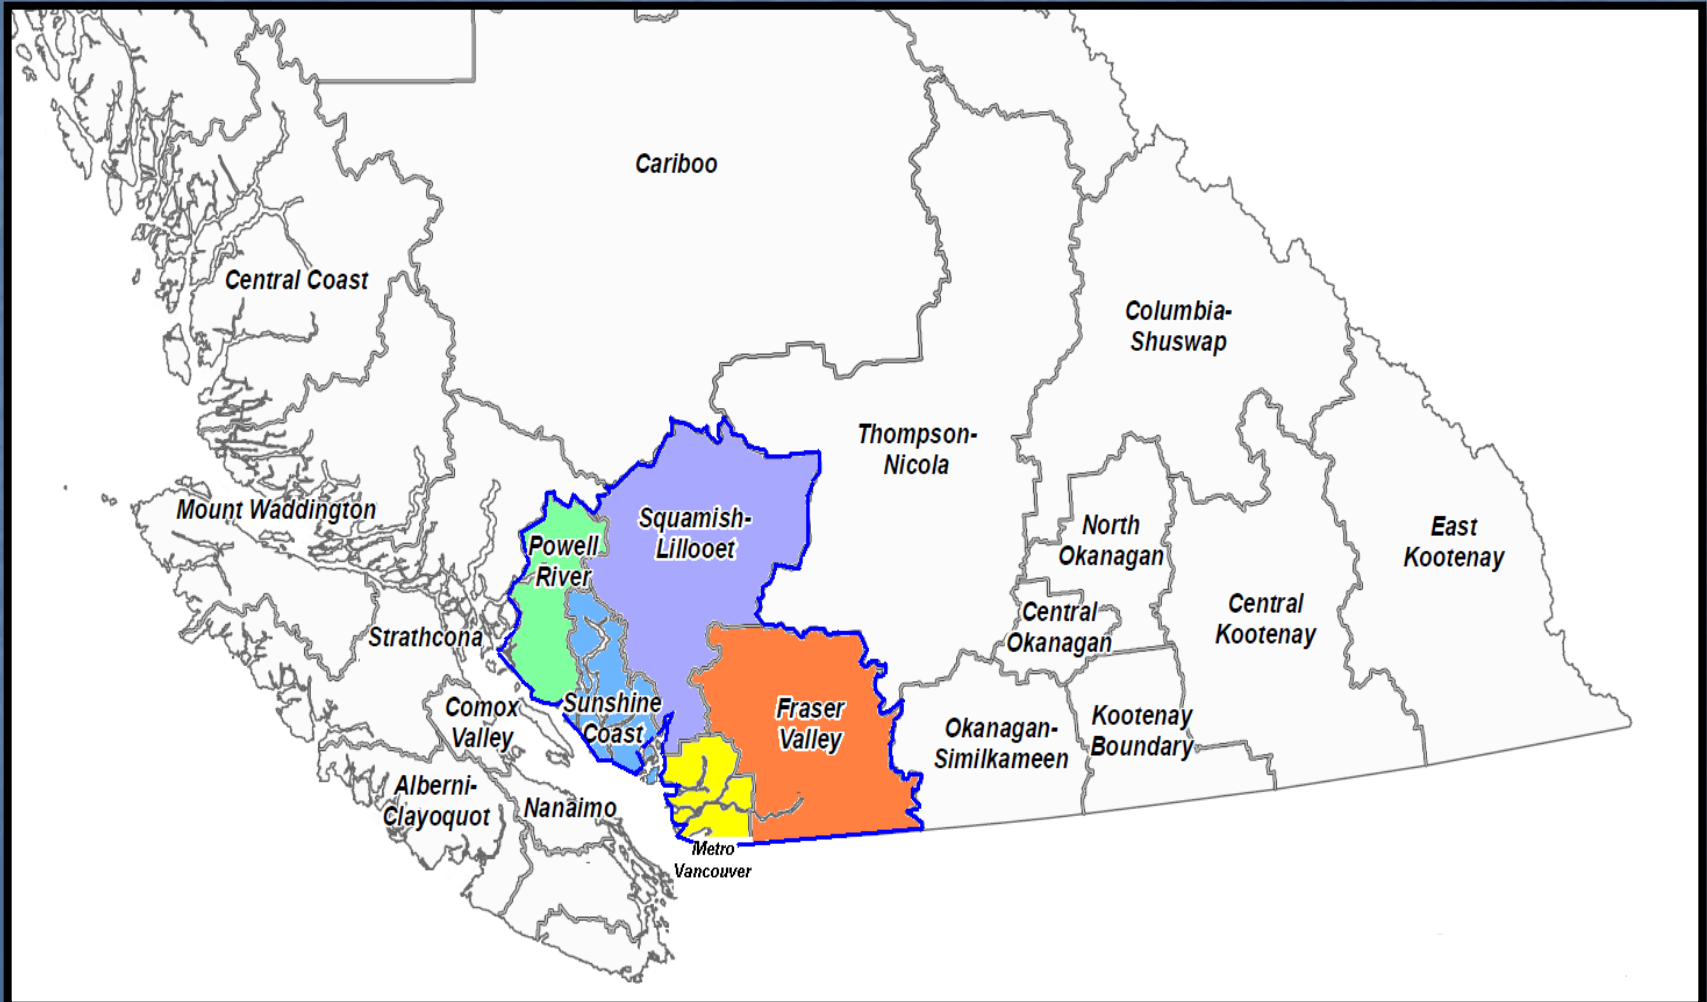 Cariboo
Central Coast
Columbia-
Shuswap
Thompson-
Nicola
Mount Waddington
Squamish-
Lillooet
North
Okanagan
East
Kootenay
Powell
River
Central
Okanagan
Central
Kootenay
Strathcona
Comox
Valley
Sunshine
Coast
Fraser
Valley
Okanagan-
Similkameen
Kootenay
Boundary
Alberni-
Clayoquot
Nanaimo
Metro
Vancouver